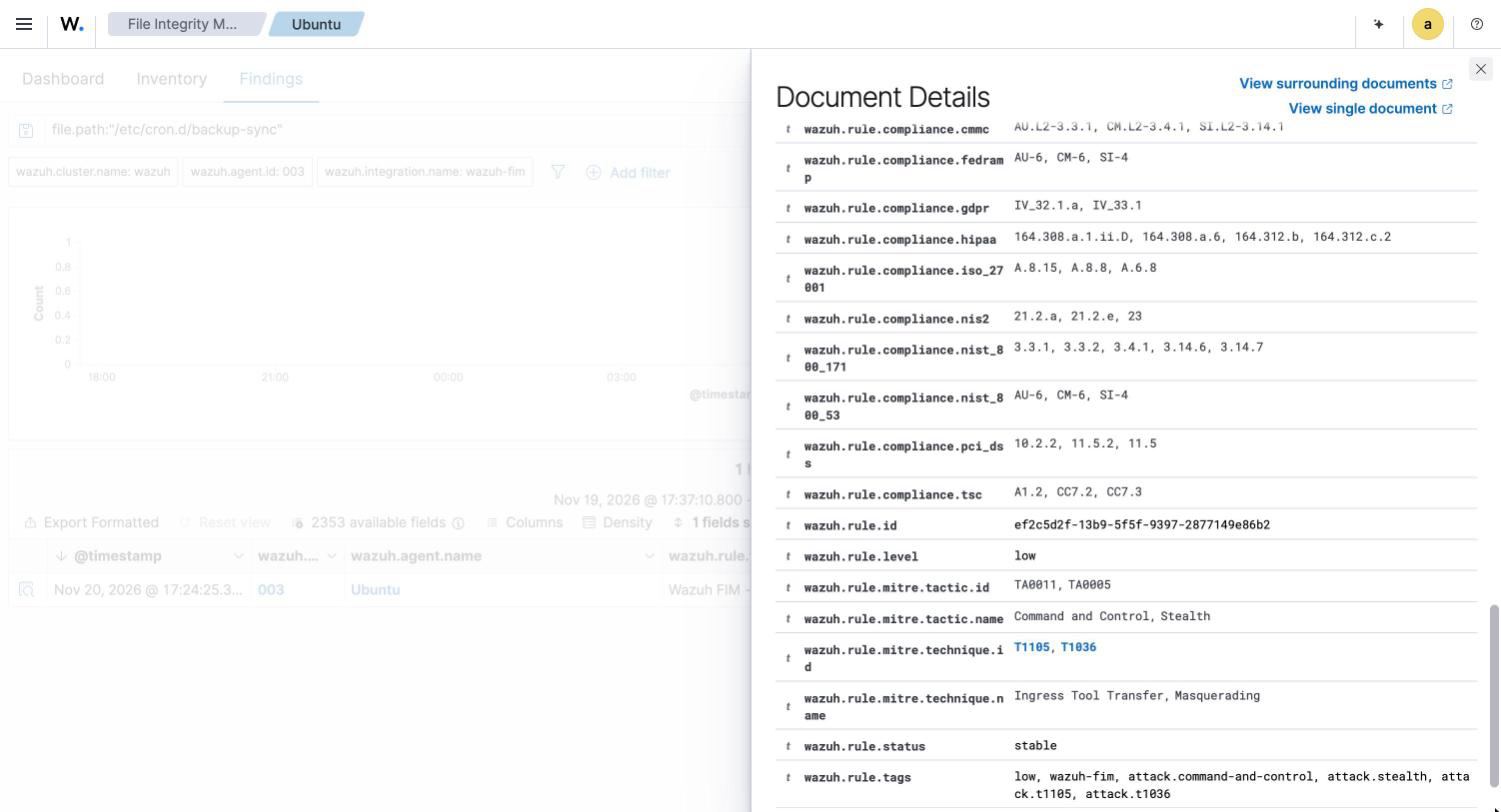 W.
File Integrity M...
Ubuntu
a
Dashboard
Inventory
Findings
file.path:"/etc/cron.d/backup-sync"
wazuh.cluster.name: wazuh
wazuh.agent.id: 003
wazuh.integration.name: wazuh-fim
Add filter
Count
1
0.8
0.6
0.4
0.2
0
18:00
21:00
00:00
03:00
@timestar
1 h
Nov 19, 2026 @ 17:37:10.800 -
Export Formatted
Reset view
2353 available fields
Columns
Density
1 fields s
@timestamp
wazuh....
wazuh.agent.name
wazuh.rule.
Nov 20, 2026 @ 17:24:25.3...
003
Ubuntu
Wazuh FIM -
Document Details
View surrounding documents
View single document
t wazuh.rule.compliance.cmmc AU.L2-3.3.1, CM.L2-3.4.1, SI.L2-3.14.1
t wazuh.rule.compliance.fedram AU-6, CM-6, SI-4
p
t wazuh.rule.compliance.gdpr IV_32.1.a, IV_33.1
t wazuh.rule.compliance.hipaa 164.308.a.1.ii.D, 164.308.a.6, 164.312.b, 164.312.c.2
t wazuh.rule.compliance.iso_27 A.8.15, A.8.8, A.6.8
001
t wazuh.rule.compliance.nis2 21.2.a, 21.2.e, 23
t wazuh.rule.compliance.nist_8 3.3.1, 3.3.2, 3.4.1, 3.14.6, 3.14.7
00_171
t wazuh.rule.compliance.nist_8 AU-6, CM-6, SI-4
00_53
t wazuh.rule.compliance.pci_ds 10.2.2, 11.5.2, 11.5
s
t wazuh.rule.compliance.tsc A1.2, CC7.2, CC7.3
t wazuh.rule.id ef2c5d2f-13b9-5f5f-9397-2877149e86b2
t wazuh.rule.level low
t wazuh.rule.mitre.tactic.id TA0011, TA0005
t wazuh.rule.mitre.tactic.name Command and Control, Stealth
t wazuh.rule.mitre.technique.i T1105, T1036
d
t wazuh.rule.mitre.technique.n Ingress Tool Transfer, Masquerading
ame
t wazuh.rule.status stable
t wazuh.rule.tags low, wazuh-fim, attack.command-and-control, attack.stealth, atta
ck.t1105, attack.t1036